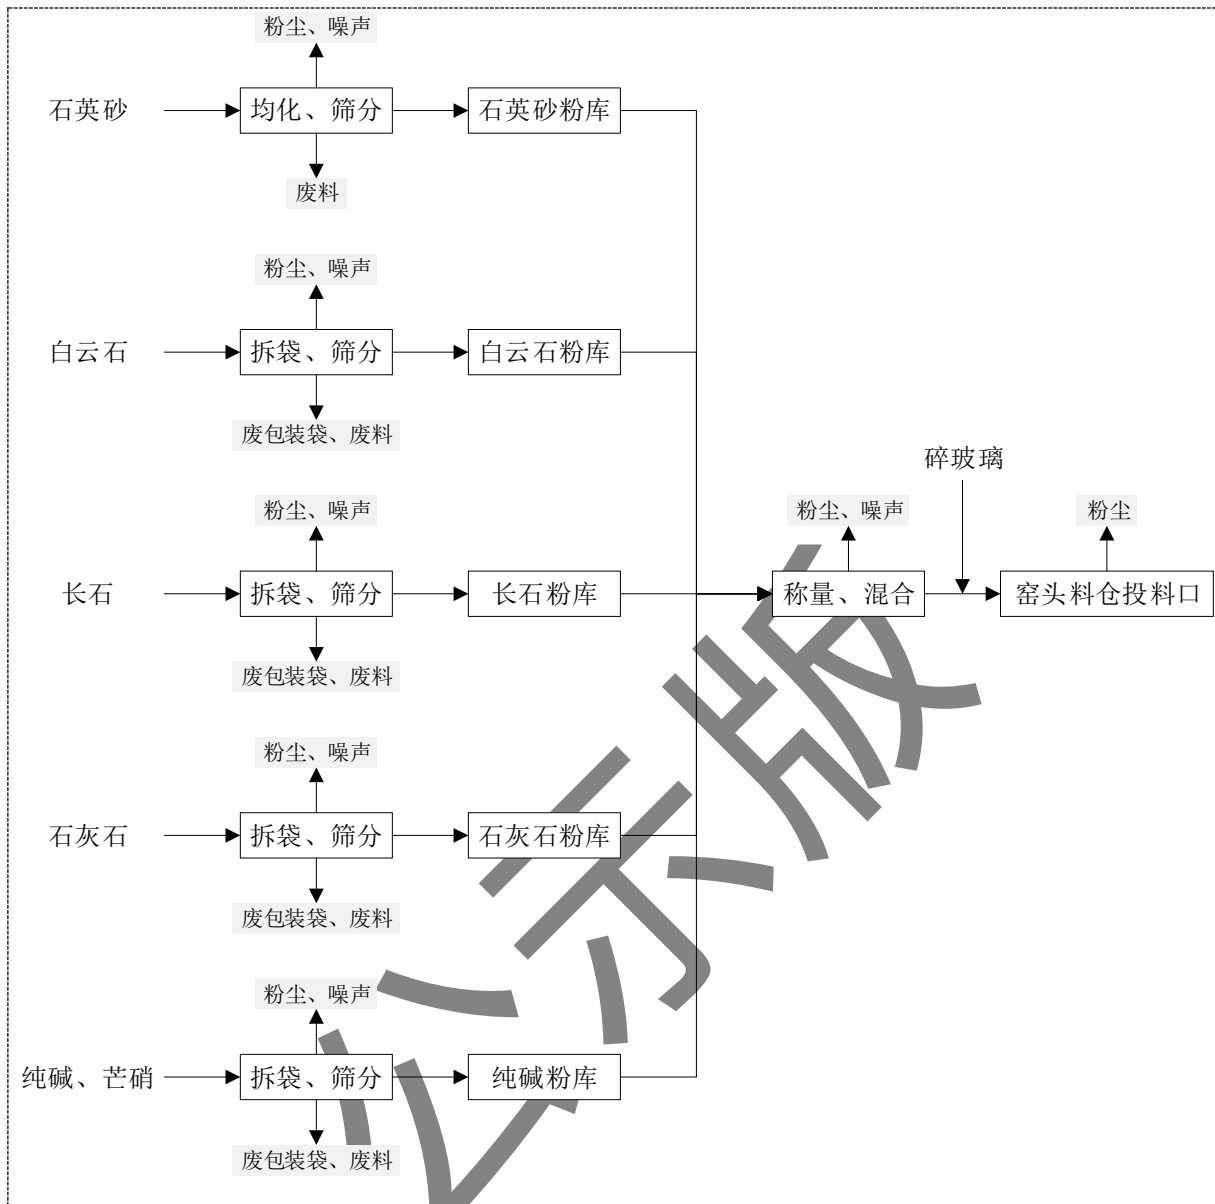 粉尘、噪声
石英砂
均化、筛分
石英砂粉库
废料
粉尘、噪声
白云石
拆袋、筛分
白云石粉库
废包装袋、废料
碎玻璃
粉尘、噪声
粉尘、噪声
粉尘
长石
拆袋、筛分
长石粉库
称量、混合
窑头料仓投料口
废包装袋、废料
粉尘、噪声
石灰石
拆袋、筛分
石灰石粉库
废包装袋、废料
粉尘、噪声
纯碱、芒硝
拆袋、筛分
纯碱粉库
废包装袋、废料
公示版